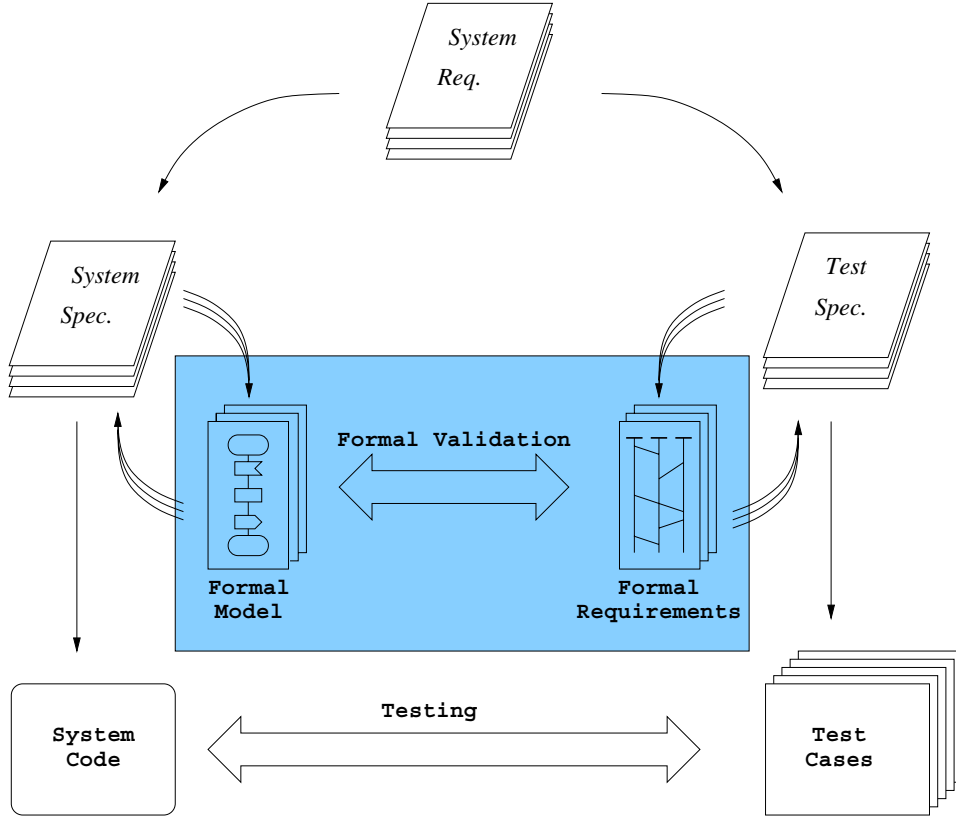 System
Req.
System
Spec.
Test
Spec.
Formal Validation
Formal
Model
Formal
Requirements
Testing
System
Code
Test
Cases